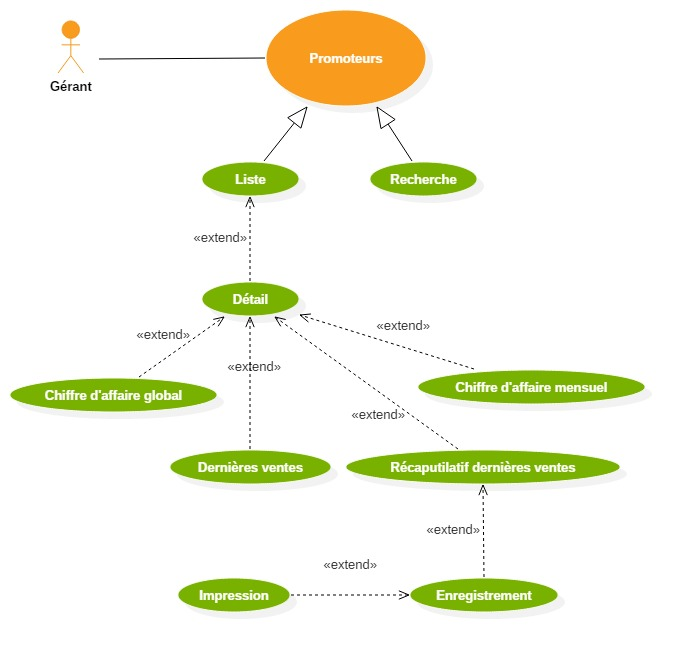 Promoteurs
Gérant
Liste
Recherche
«extend»
Détail
«extend»
«extend»
«extend»
Chiffre d'affaire global
Chiffre d'affaire mensuel
«extend»
Dernières ventes
Récaputilatif dernières ventes
«extend»
«extend»
Impression
Enregistrement